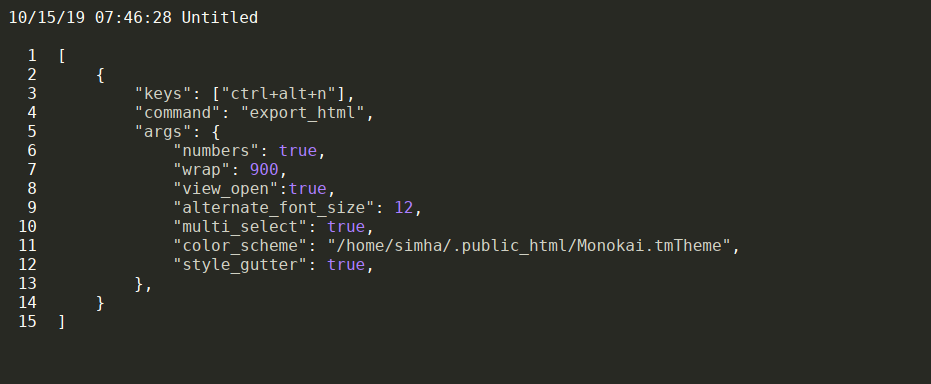 10/15/19 07:46:28 Untitled
1 [
2     {
3         "keys": ["ctrl+alt+n"],
4         "command": "export_html",
5         "args": {
6             "numbers": true,
7             "wrap": 900,
8             "view_open":true,
9             "alternate_font_size": 12,
10             "multi_select": true,
11             "color_scheme": "/home/simha/.public_html/Monokai.tmTheme",
12             "style_gutter": true,
13         },
14     }
15 ]